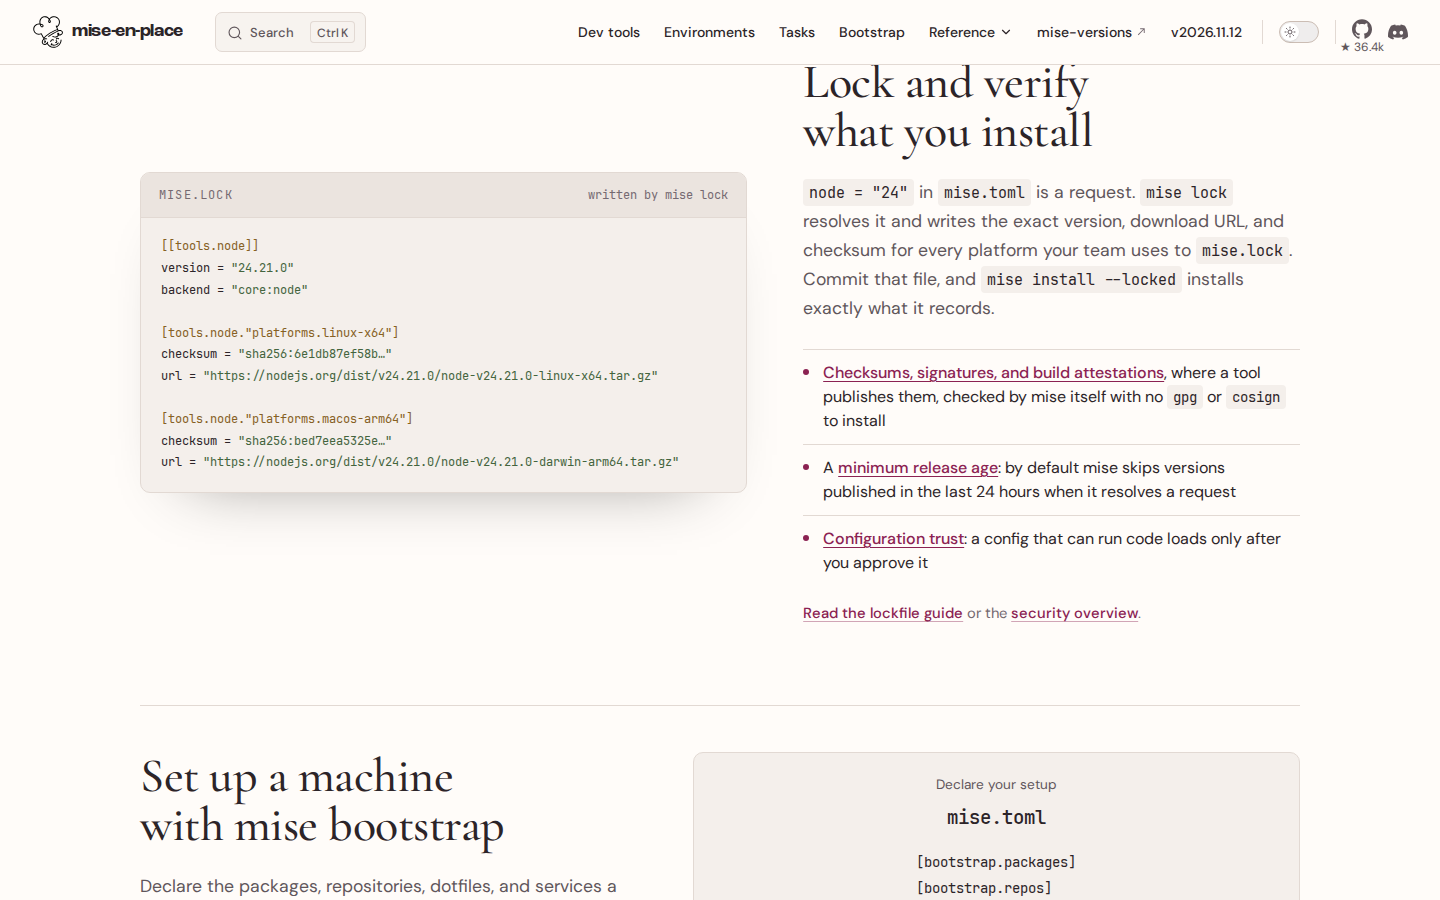 mise-en-place
Search Ctrl K
Dev tools Environments Tasks Bootstrap Reference mise-versions ↗ v2026.11.12
★ 36.4k
MISE.LOCK written by mise lock
[[tools.node]]
version = "24.21.0"
backend = "core:node"
[tools.node."platforms.linux-x64"]
checksum = "sha256:6e1db87ef58b…"
url = "https://nodejs.org/dist/v24.21.0/node-v24.21.0-linux-x64.tar.gz"
[tools.node."platforms.macos-arm64"]
checksum = "sha256:bed7eea5325e…"
url = "https://nodejs.org/dist/v24.21.0/node-v24.21.0-darwin-arm64.tar.gz"
Lock and verify
what you install
node = "24" in mise.toml is a request. mise lock
resolves it and writes the exact version, download URL, and
checksum for every platform your team uses to mise.lock.
Commit that file, and mise install --locked installs
exactly what it records.
• Checksums, signatures, and build attestations, where a tool
publishes them, checked by mise itself with no gpg or cosign
to install
• A minimum release age: by default mise skips versions
published in the last 24 hours when it resolves a request
• Configuration trust: a config that can run code loads only after
you approve it
Read the lockfile guide or the security overview.
Set up a machine
with mise bootstrap
Declare the packages, repositories, dotfiles, and services a
Declare your setup
mise.toml
[bootstrap.packages]
[bootstrap.repos]